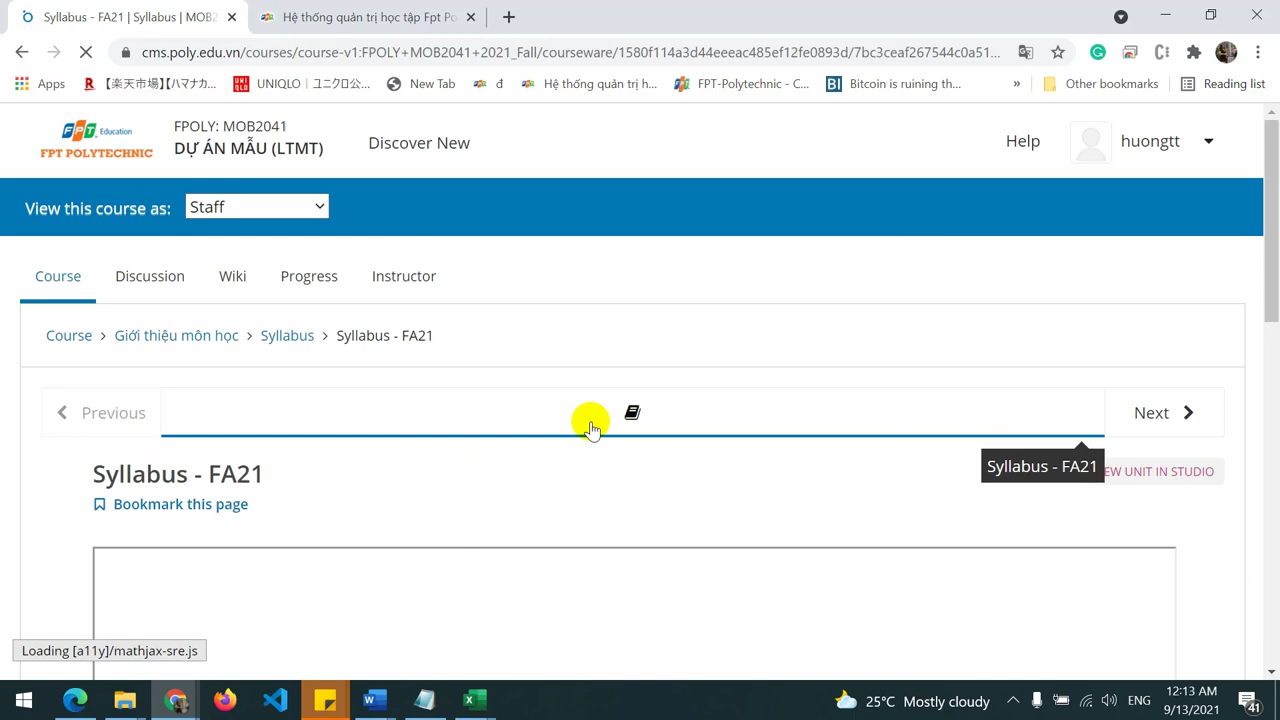 Syllabus - FA21 | Syllabus | MOB2
Hệ thống quản trị học tập Fpt Po
cms.poly.edu.vn/courses/course-v1:FPOLY+MOB2041+2021_Fall/courseware/1580f114a3d44eeeac485ef12fe0893d/7bc3ceaf267544c0a51...
Apps
【楽天市場】【ハマナカ...
UNIQLO | ユニクロ公...
New Tab
đ
Hệ thống quản trị h...
FPT-Polytechnic - C...
Bitcoin is ruining th...
»
Other bookmarks
Reading list
FPT Education
FPT POLYTECHNIC
FPOLY: MOB2041
DỰ ÁN MẪU (LTMT)
Discover New
Help
huongtt
View this course as:
Staff
Course
Discussion
Wiki
Progress
Instructor
Course > Giới thiệu môn học > Syllabus > Syllabus - FA21
Previous
Next
Syllabus - FA21
EW UNIT IN STUDIO
Syllabus - FA21
Bookmark this page
Loading [a11y]/mathjax-sre.js
25°C Mostly cloudy
ENG
12:13 AM
9/13/2021
41